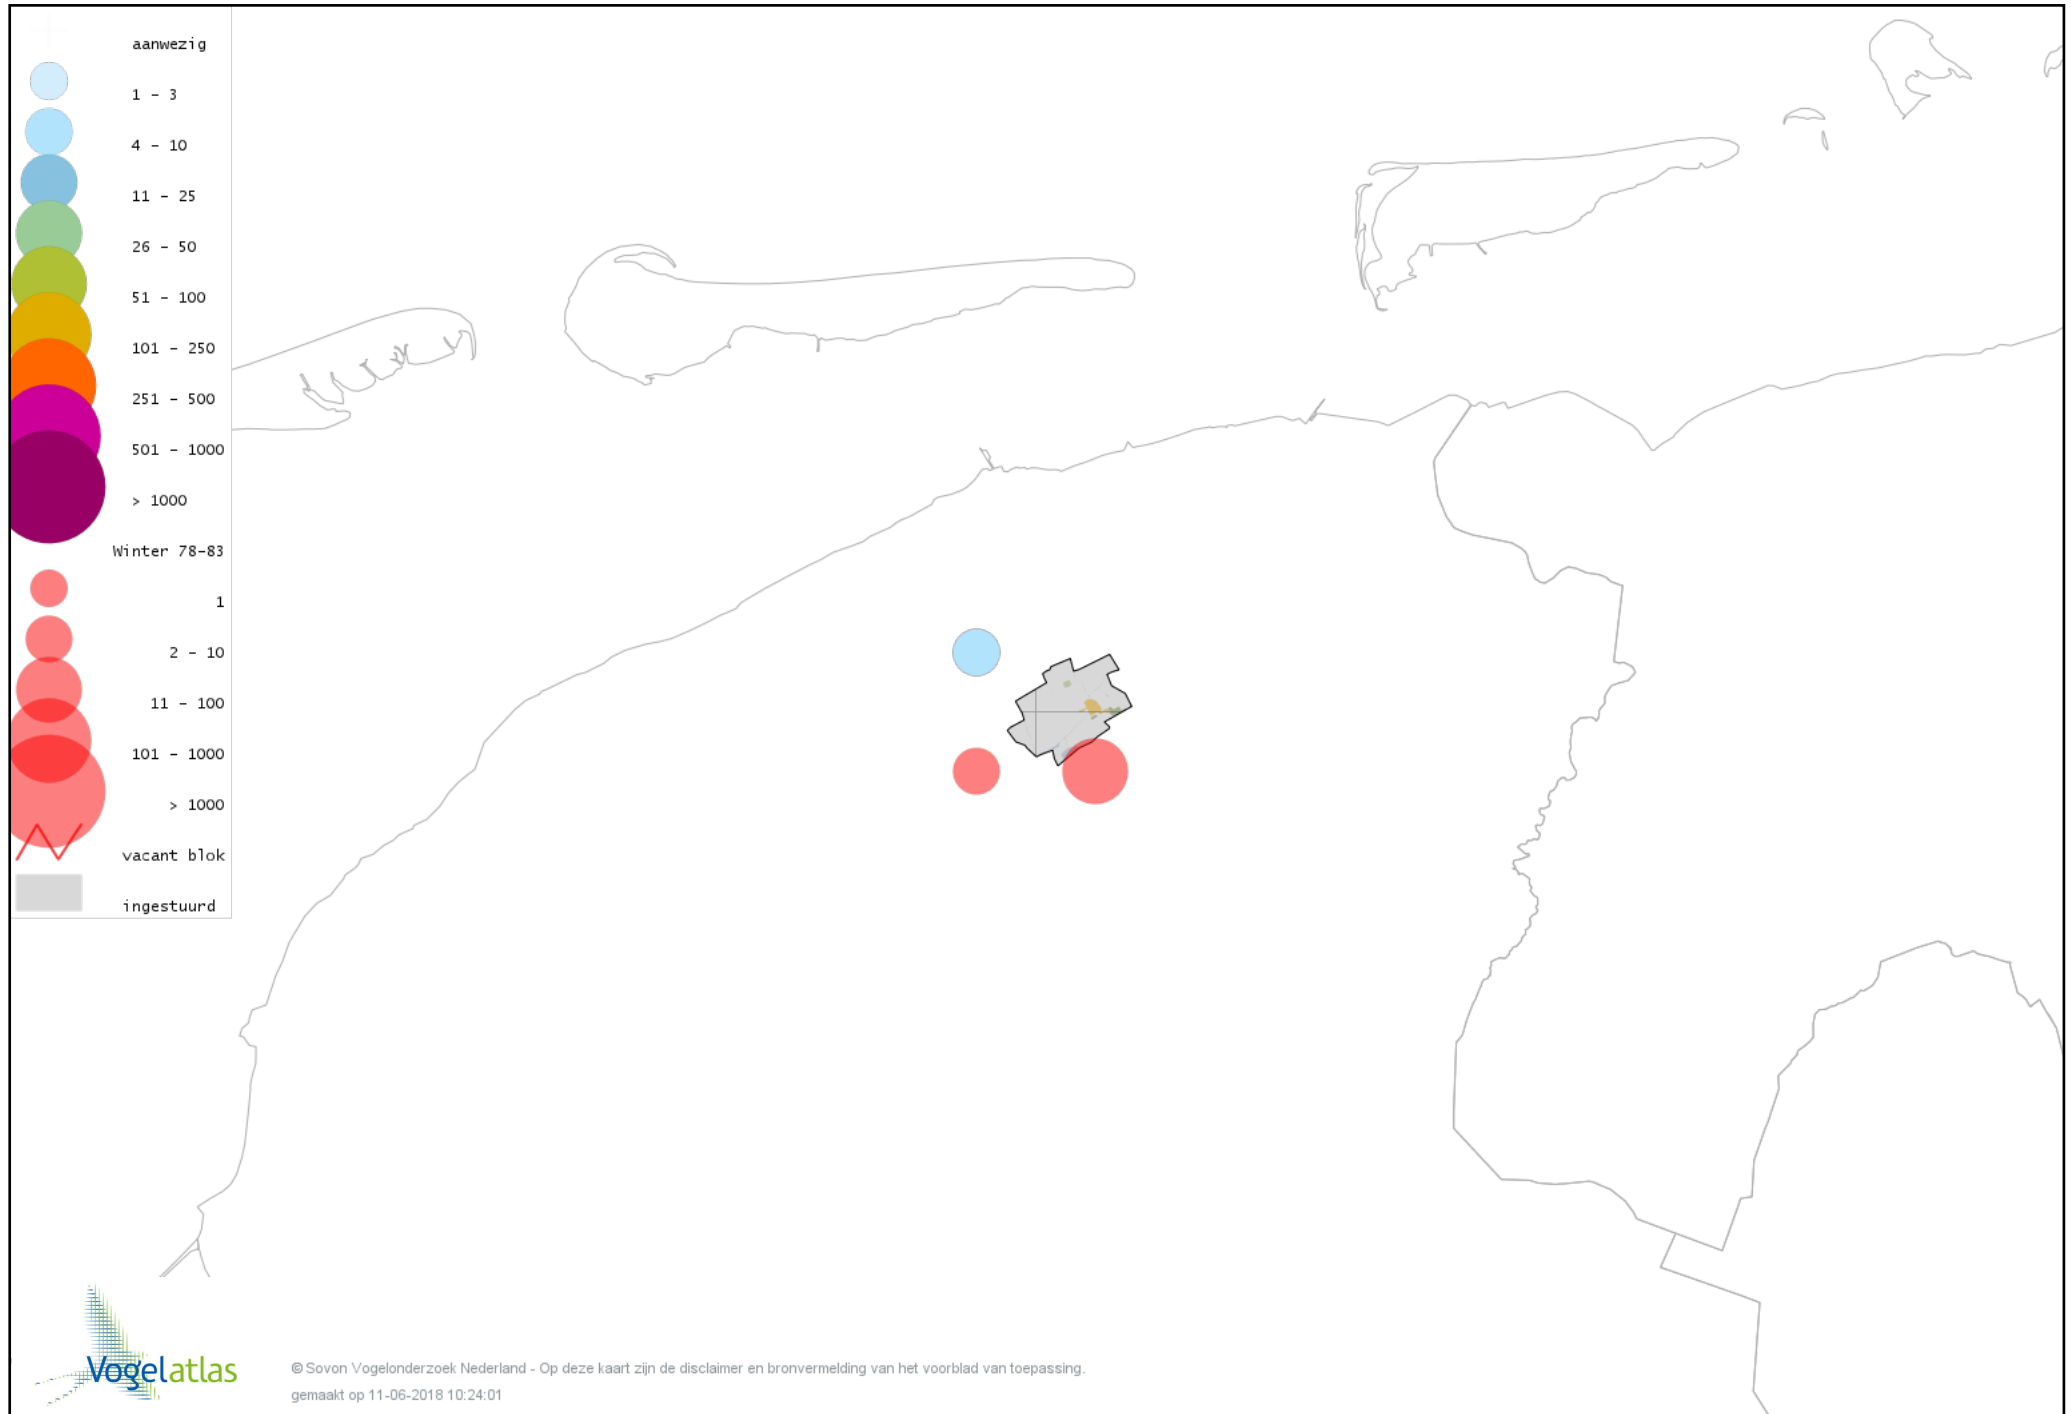 aanwezig
1 - 3
4 - 10
11 - 25
26 - 50
51 - 100
101 - 250
251 - 500
501 - 1000
> 1000
Winter 78-83
1
2 - 10
11 - 100
101 - 1000
> 1000
vacant blok
ingestuurd
Vogelatlas
© Sovon Vogelonderzoek Nederland - Op deze kaart zijn de disclaimer en bronvermelding van het voorblad van toepassing.
gemaakt op 11-06-2018 10:24:01